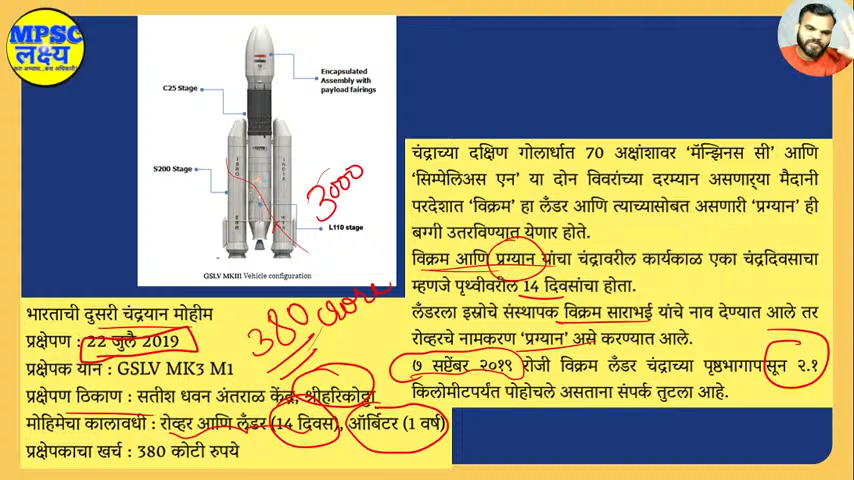 MPSC
लक्ष्य
Encapsulated
Assembly with
payload fairings
C25 Stage
S200 Stage
L110 stage
GSLV MKIII Vehicle configuration
3000
380 crore
भारताची दुसरी चंद्रयान मोहीम
प्रक्षेपण : 22 जुलै 2019
प्रक्षेपक यान : GSLV MK3 M1
प्रक्षेपण ठिकाण : सतीश धवन अंतराळ केंद्र, श्रीहरिकोटा
मोहिमेचा कालावधी : रोव्हर आणि लँडर (14 दिवस), ऑर्बिटर (1 वर्ष)
प्रक्षेपकाचा खर्च : 380 कोटी रुपये
चंद्राच्या दक्षिण गोलार्धात 70 अक्षांशावर ‘मॅन्झिनस सी’ आणि
‘सिम्पेलिअस एन’ या दोन विवरांच्या दरम्यान असणाऱ्या मैदानी
परदेशात ‘विक्रम’ हा लँडर आणि त्याच्यासोबत असणारी ‘प्रग्यान’ ही
बग्गी उतरविण्यात येणार होते.
विक्रम आणि प्रग्यान यांचा चंद्रावरील कार्यकाळ एका चंद्रदिवसाचा
म्हणजे पृथ्वीवरील 14 दिवसांचा होता.
लँडरला इस्रोचे संस्थापक विक्रम साराभई यांचे नाव देण्यात आले तर
रोव्हरचे नामकरण ‘प्रग्यान’ असे करण्यात आले.
७ सप्टेंबर २०१९ रोजी विक्रम लँडर चंद्राच्या पृष्ठभागापासून २.१
किलोमीटपर्यंत पोहोचले असताना संपर्क तुटला आहे.